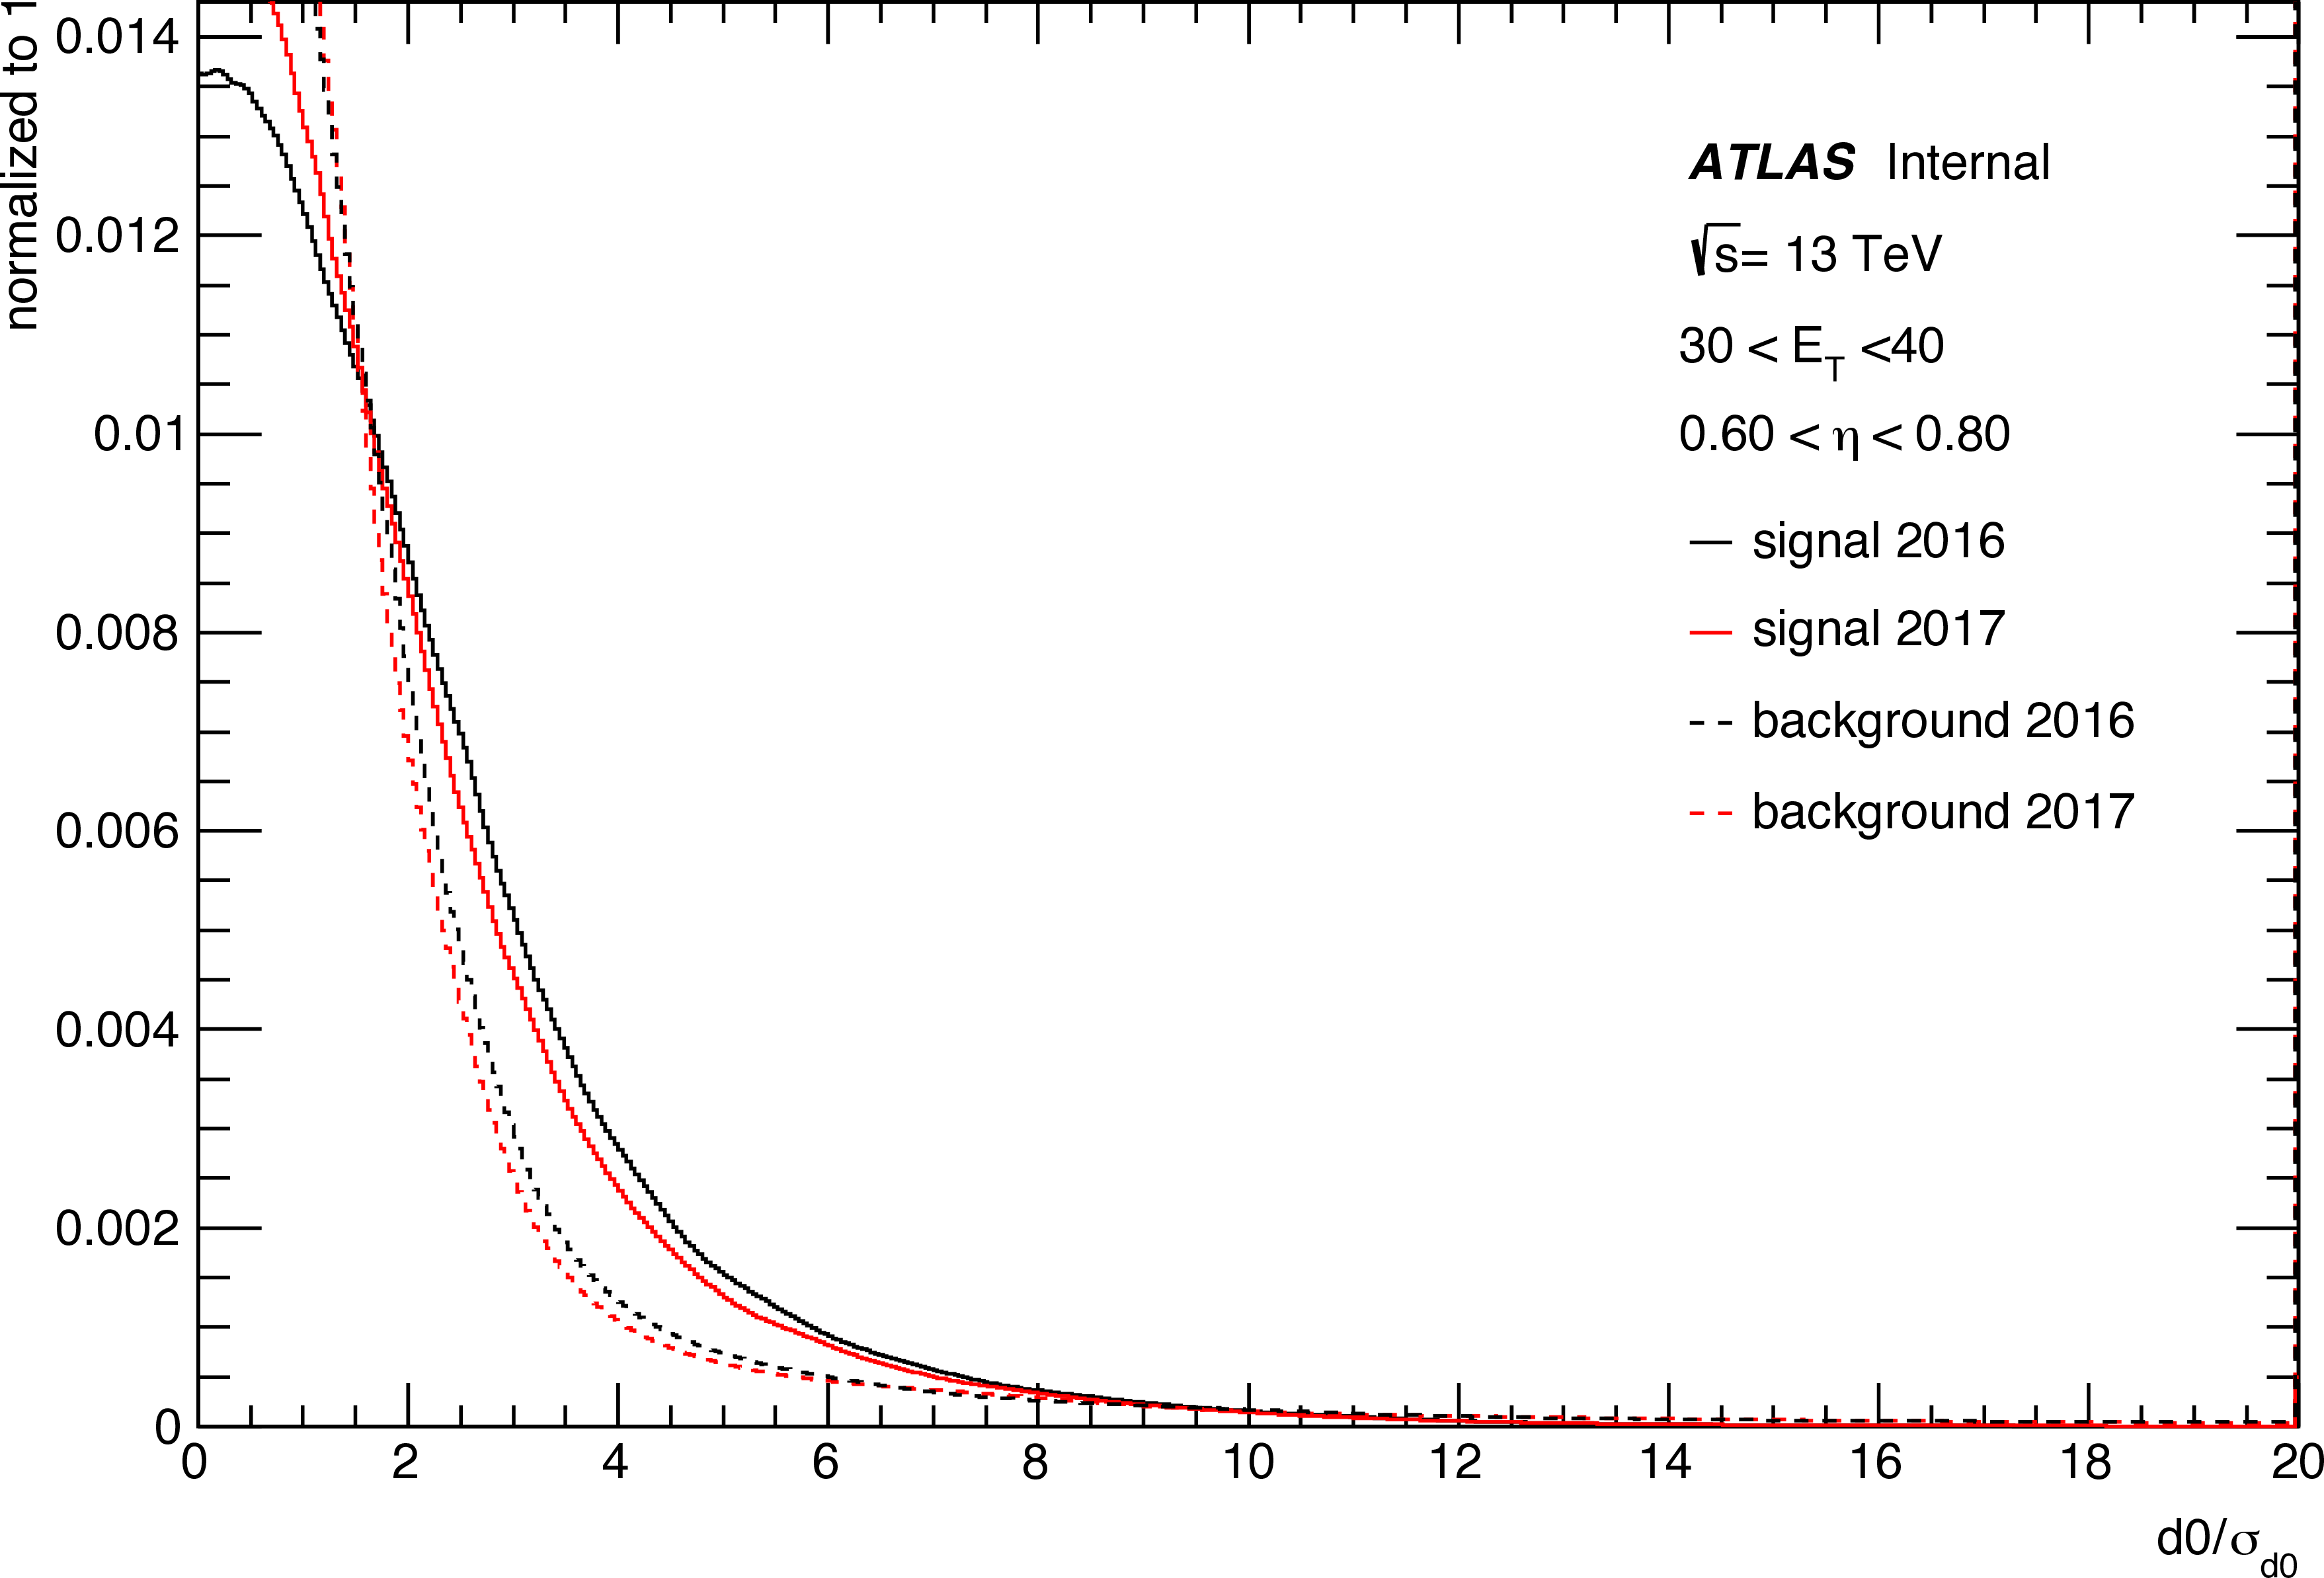 normalized to 1
0.014
0.012
0.01
0.008
0.006
0.004
0.002
0
ATLAS Internal
√s= 13 TeV
30 < E_T <40
0.60 < η < 0.80
signal 2016
signal 2017
background 2016
background 2017
0 2 4 6 8 10 12 14 16 18 20
d0/σ_d0